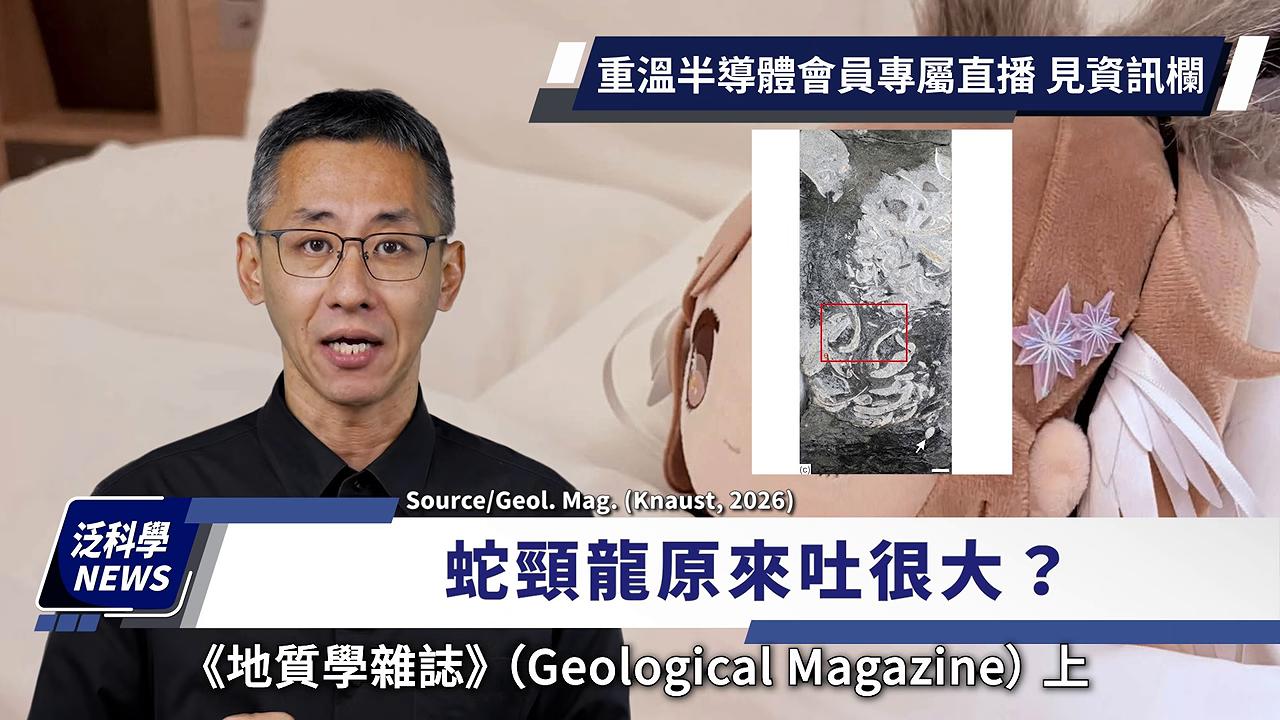 重溫半導體會員專屬直播 見資訊欄
(c)
Source/Geol. Mag. (Knaust, 2026)
泛科學
NEWS
蛇頸龍原來吐很大？
《地質學雜誌》（Geological Magazine）上